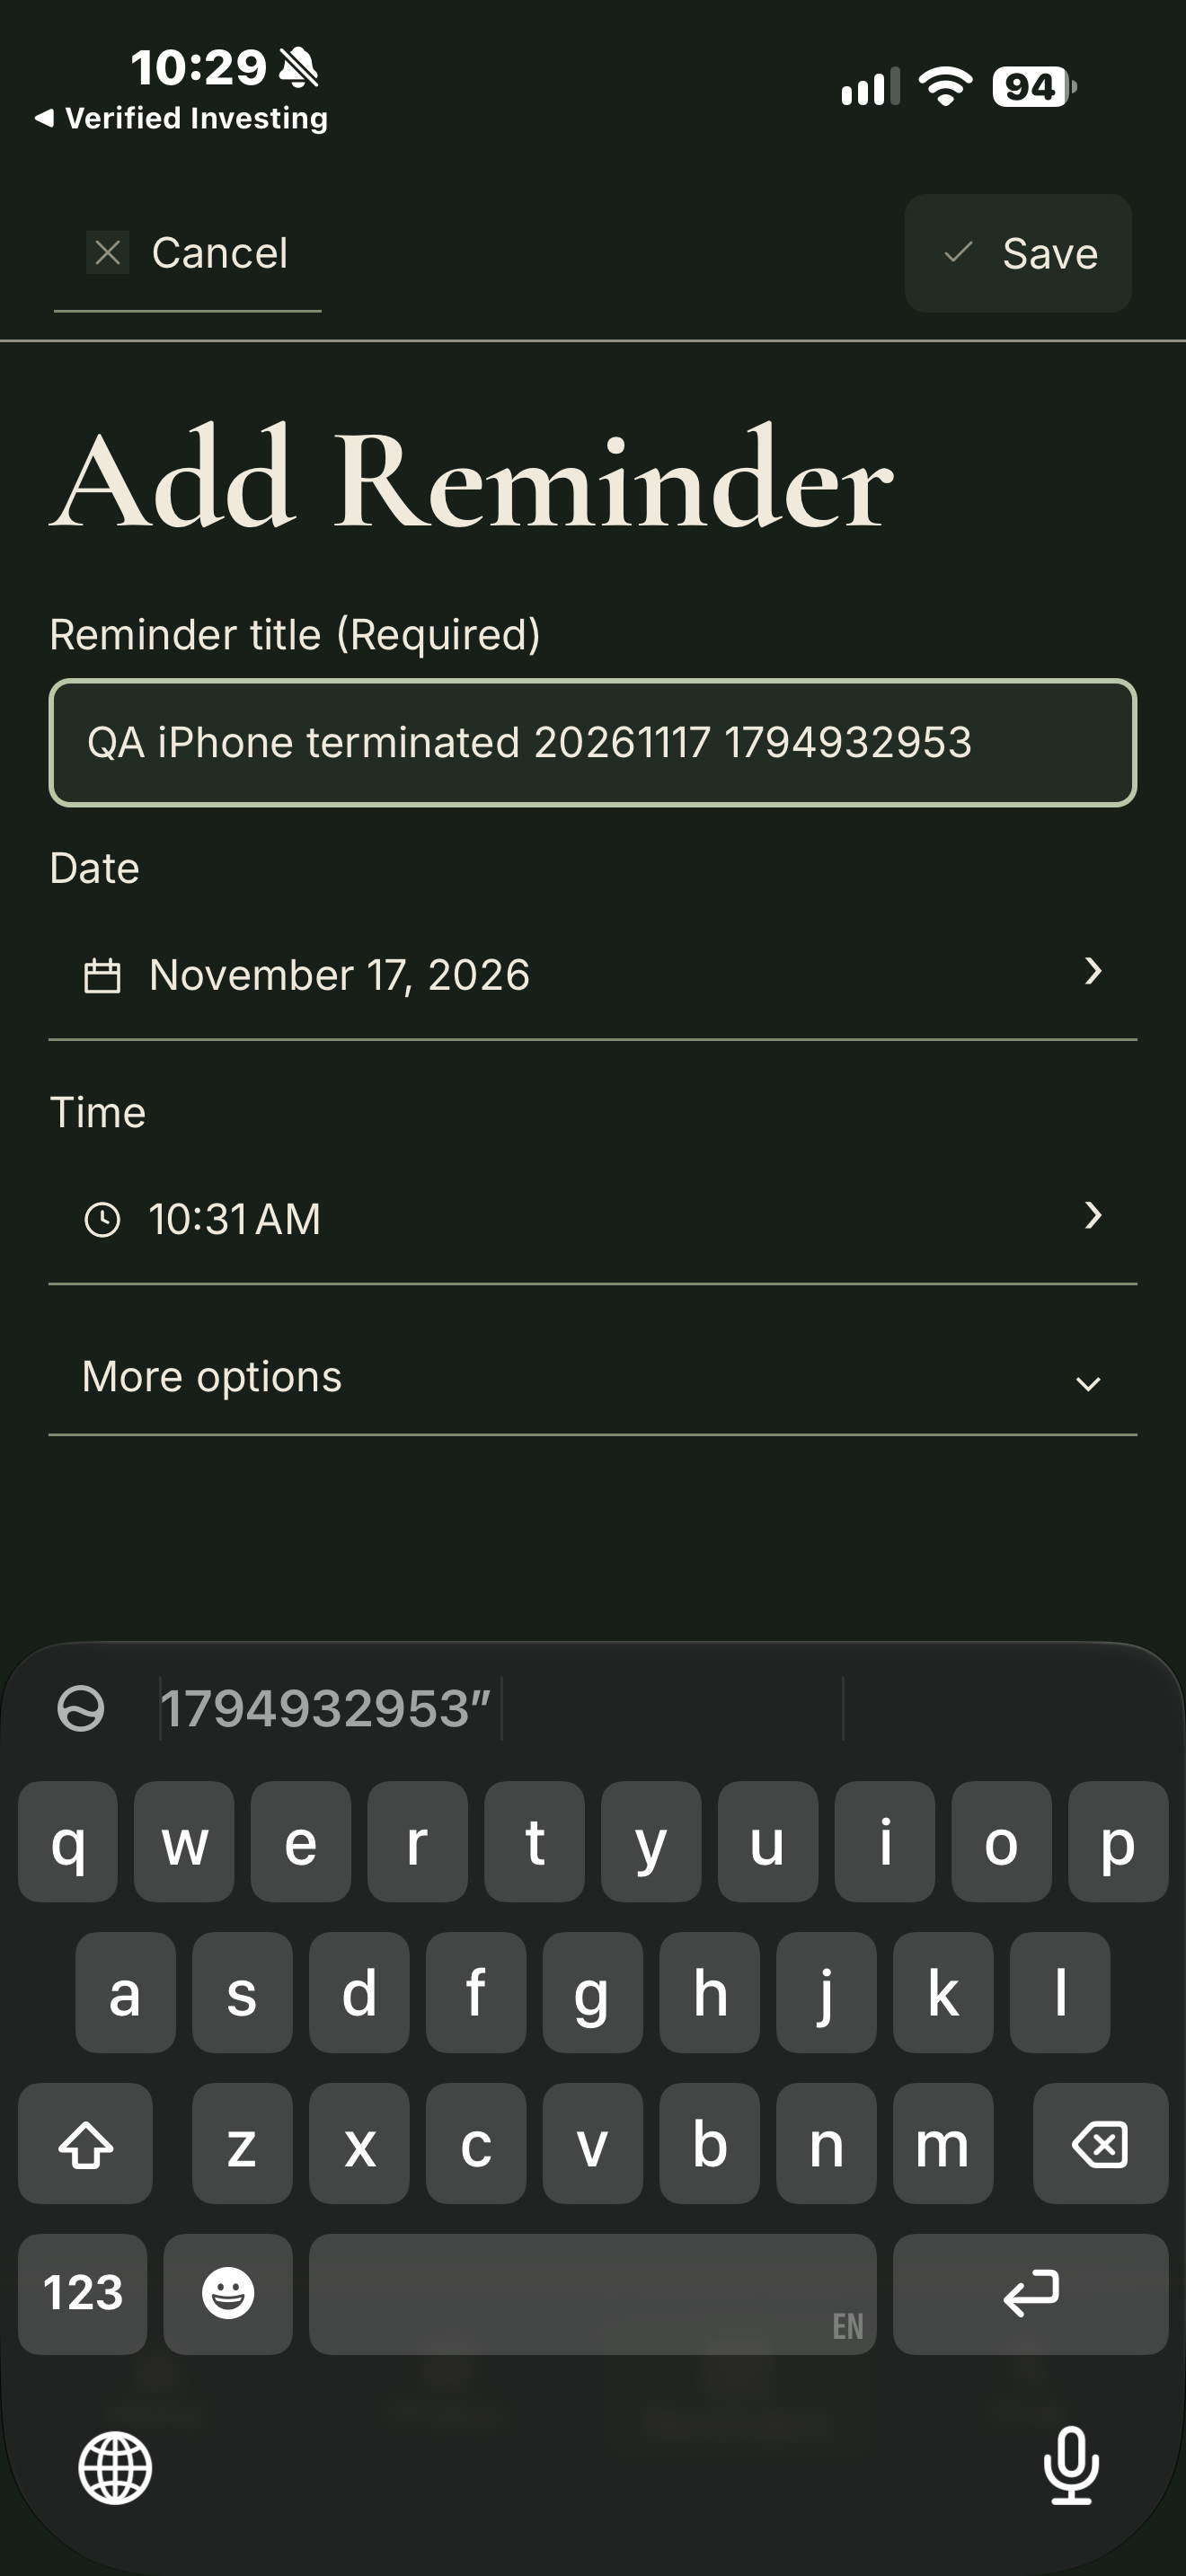 10:29
94
Verified Investing
Cancel
Save
Add Reminder
Reminder title (Required)
QA iPhone terminated 20261117 1794932953
Date
November 17, 2026
Time
10:31 AM
More options
1794932953”
q w e r t y u i o p
a s d f g h j k l
z x c v b n m
123
EN